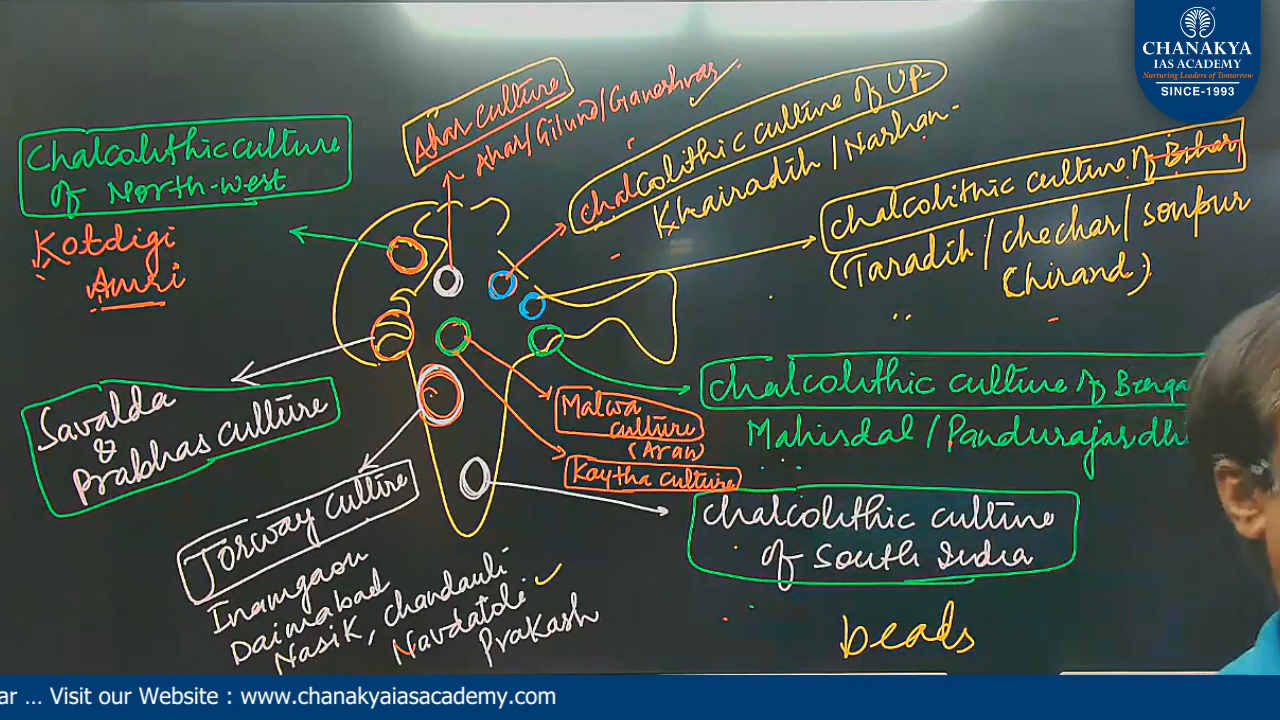 CHANAKYA
IAS ACADEMY
Nurturing Leaders of Tomorrow
SINCE-1993
Ahar culture
Ahar/Gilund/Ganeshvar
Chalcolithic culture
of North-west
Kotdigi
Amri
chalcolithic culture of UP
Khairadih / Narhan
chalcolithic culture of Bihar
(Taradih / chechar / sonpur
Chirand)
Savalda
&
Prabhas culture
chalcolithic culture of Benga
Mahisdal / Pandurajardhi
Malwa
culture
(Aran)
Kaytha culture
Jorway culture
Inamgaon
Daimabad
Nasik, chandauli
Navdatoli
Prakash
chalcolithic culture
of South India
beads
ar ... Visit our Website : www.chanakyaiasacademy.com